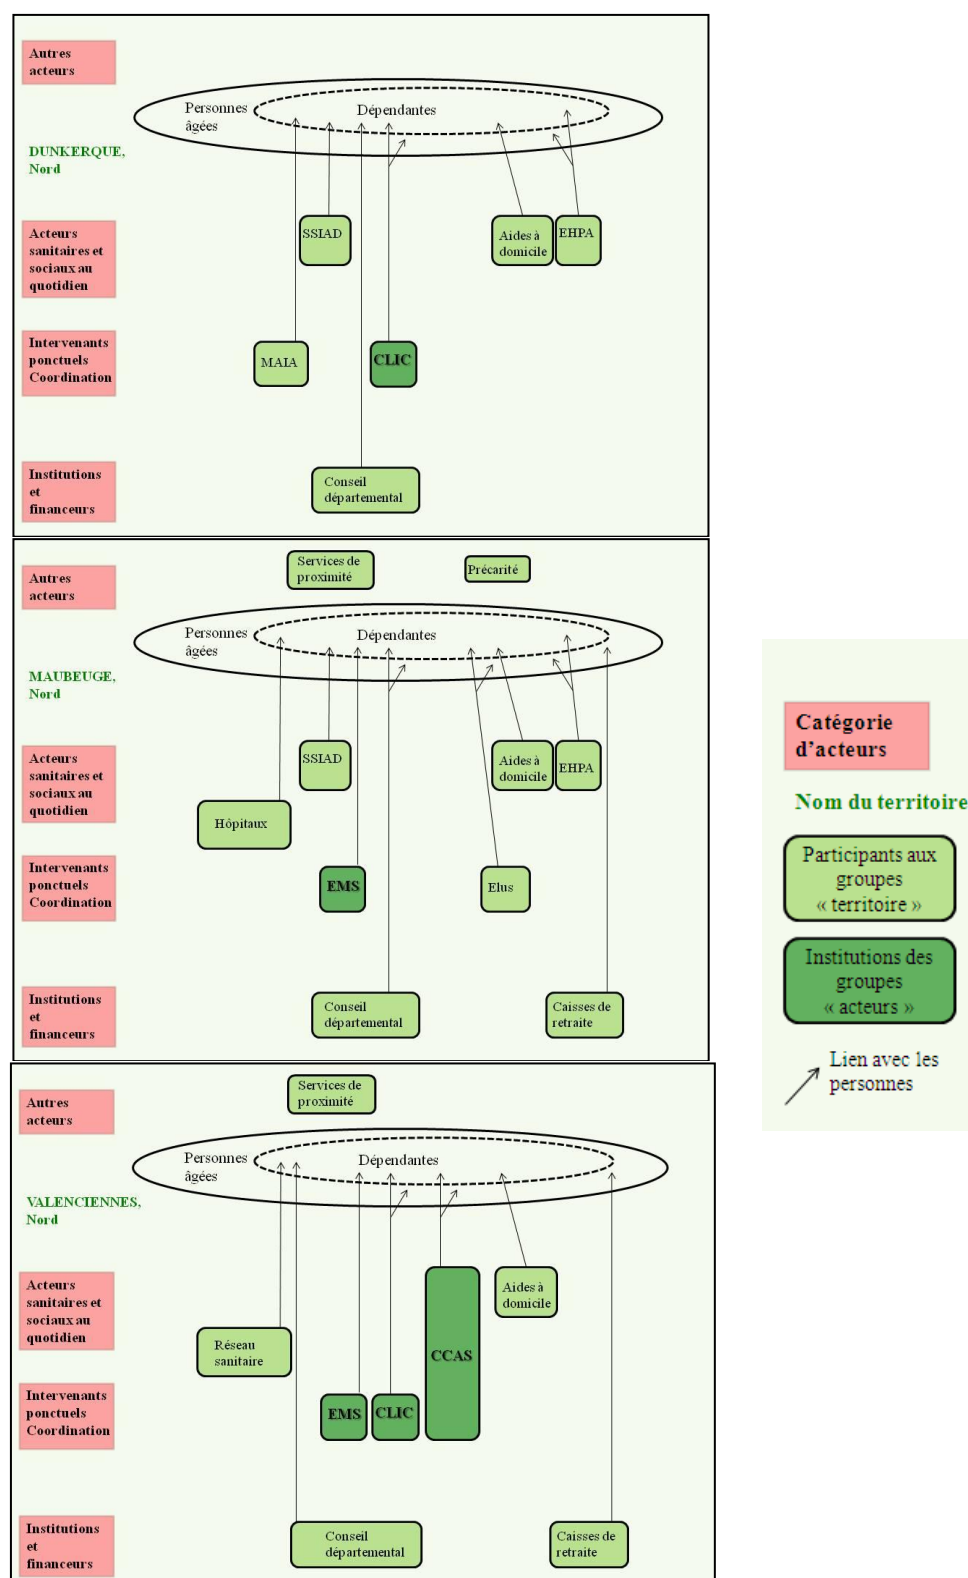 Autres
acteurs
Personnes
âgées
Dépendantes
DUNKERQUE,
Nord
Acteurs
sanitaires et
sociaux au
quotidien
SSIAD
Aides à
domicile
EHPA
Intervenants
ponctuels
Coordination
MAIA
CLIC
Institutions
et
financeurs
Conseil
départemental
Autres
acteurs
Services de
proximité
Précarité
Personnes
âgées
Dépendantes
MAUBEUGE,
Nord
Acteurs
sanitaires et
sociaux au
quotidien
SSIAD
Aides à
domicile
EHPA
Hôpitaux
Intervenants
ponctuels
Coordination
EMS
Elus
Institutions
et
financeurs
Conseil
départemental
Caisses de
retraite
Autres
acteurs
Services de
proximité
Personnes
âgées
Dépendantes
VALENCIENNES,
Nord
Acteurs
sanitaires et
sociaux au
quotidien
Aides à
domicile
Réseau
sanitaire
CCAS
Intervenants
ponctuels
Coordination
EMS
CLIC
Institutions
et
financeurs
Conseil
départemental
Caisses de
retraite
Catégorie
d'acteurs
Nom du territoire
Participants aux
groupes
« territoire »
Institutions des
groupes
« acteurs »
Lien avec les
personnes